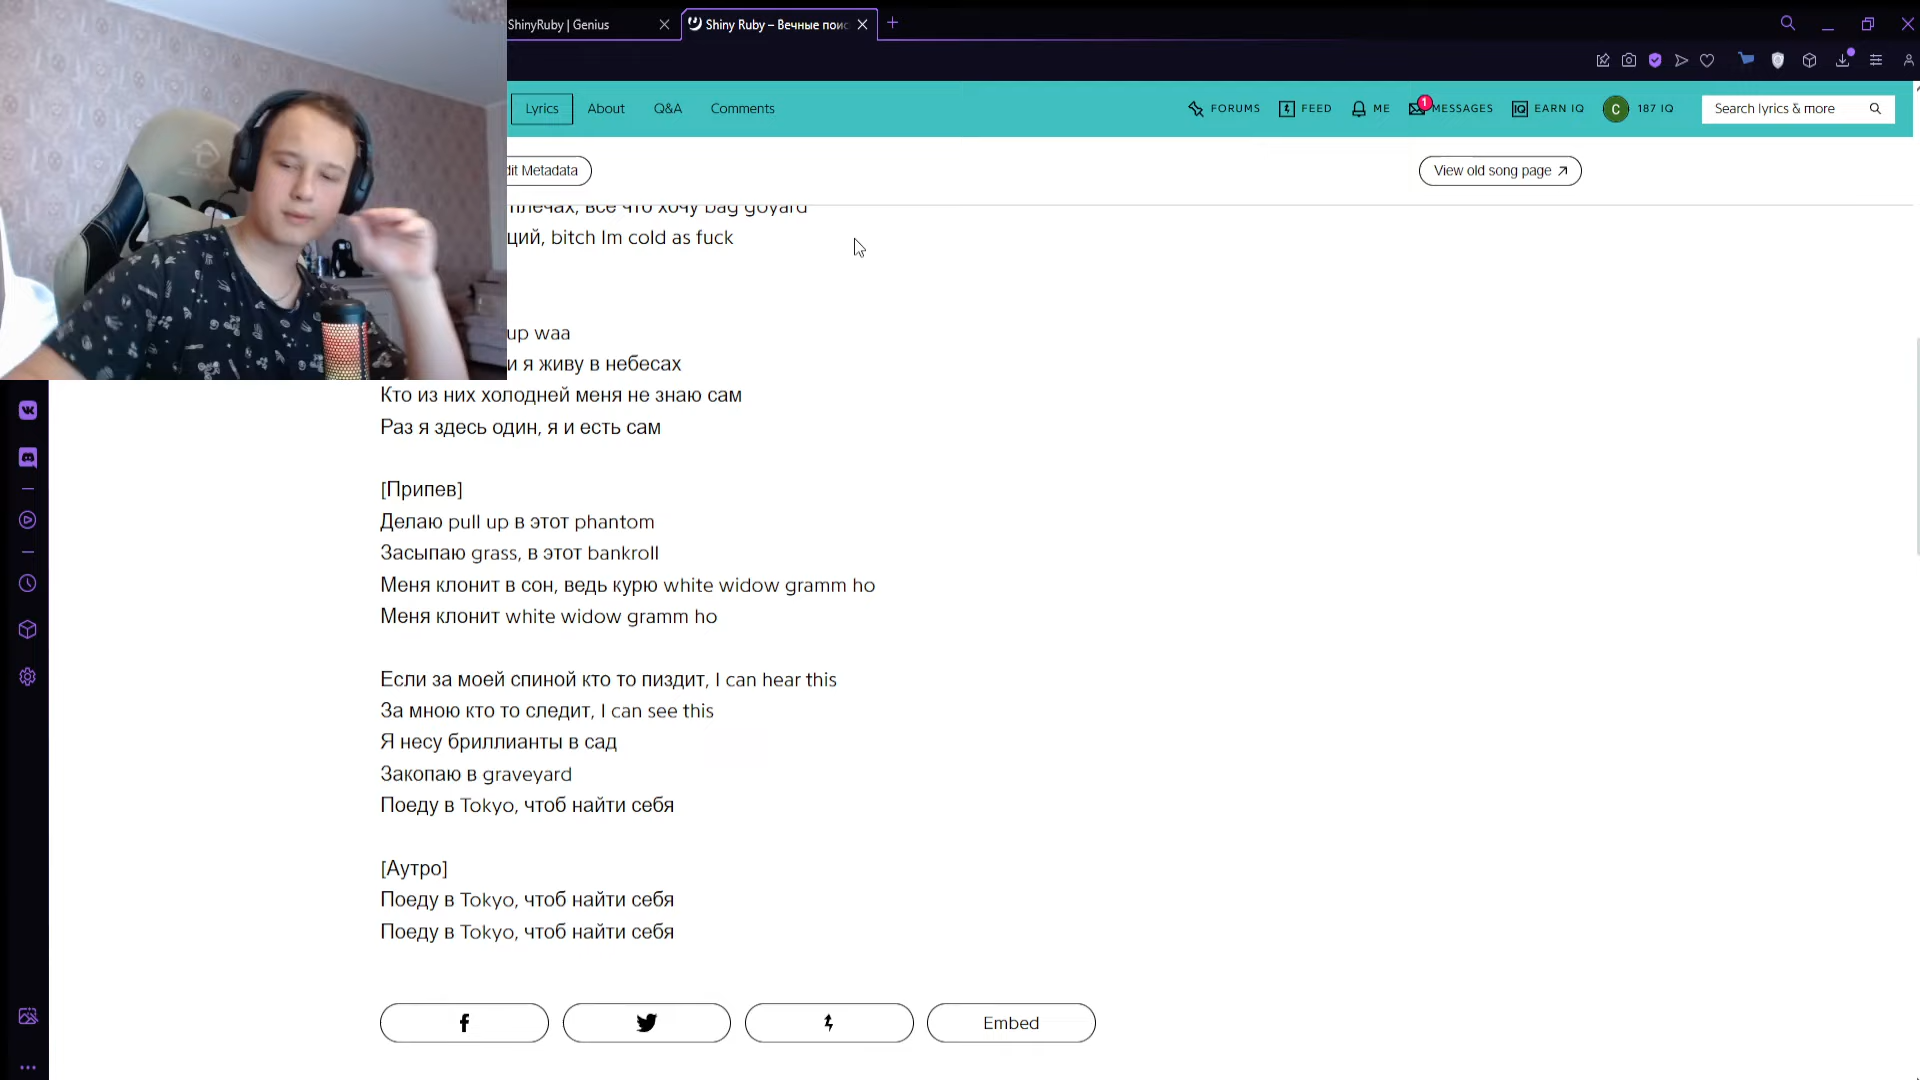 ShinyRuby | Genius
Shiny Ruby – Вечные поис
Lyrics
About
Q&A
Comments
FORUMS
FEED
ME
1
MESSAGES
EARN IQ
C
187 IQ
Search lyrics & more
dit Metadata
View old song page
плечах, все что хочу bag goyard
ций, bitch Im cold as fuck
up waa
и я живу в небесах
Кто из них холодней меня не знаю сам
Раз я здесь один, я и есть сам
[Припев]
Делаю pull up в этот phantom
Засыпаю grass, в этот bankroll
Меня клонит в сон, ведь курю white widow gramm ho
Меня клонит white widow gramm ho
Если за моей спиной кто то пиздит, I can hear this
За мною кто то следит, I can see this
Я несу бриллианты в сад
Закопаю в graveyard
Поеду в Tokyo, чтоб найти себя
[Аутро]
Поеду в Tokyo, чтоб найти себя
Поеду в Tokyo, чтоб найти себя
Embed